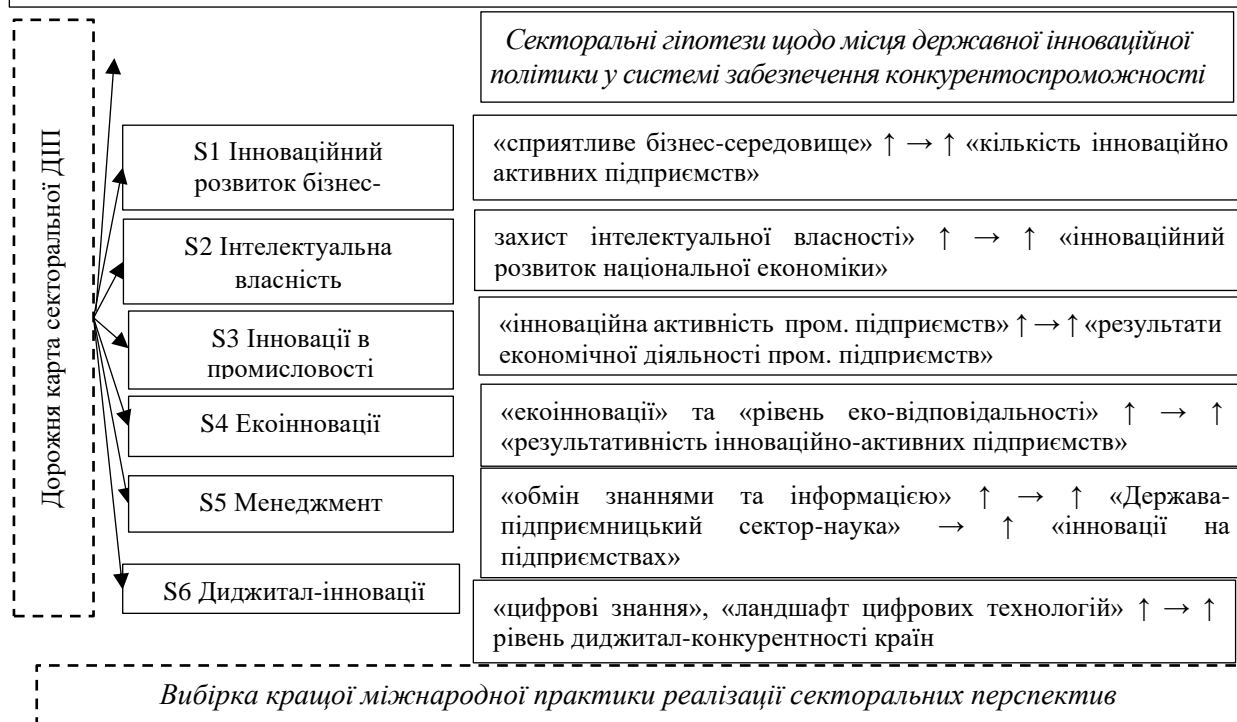 Дорожня карта секторальної ДІП
Секторальні гіпотези щодо місця державної інноваційної
політики у системі забезпечення конкурентоспроможності
S1 Інноваційний
розвиток бізнес-
«сприятливе бізнес-середовище» ↑ → ↑ «кількість інноваційно
активних підприємств»
S2 Інтелектуальна
власність
захист інтелектуальної власності» ↑ → ↑ «інноваційний
розвиток національної економіки»
S3 Інновації в
промисловості
«інноваційна активність пром. підприємств» ↑ → ↑ «результати
економічної діяльності пром. підприємств»
S4 Екоінновації
«екоінновації» та «рівень еко-відповідальності» ↑ → ↑
«результативність інноваційно-активних підприємств»
S5 Менеджмент
«обмін знаннями та інформацією» ↑ → ↑ «Держава-
підприємницький сектор-наука» → ↑ «інновації на
підприємствах»
S6 Диджитал-інновації
«цифрові знання», «ландшафт цифрових технологій» ↑ → ↑
рівень диджитал-конкурентності країн
Вибірка кращої міжнародної практики реалізації секторальних перспектив